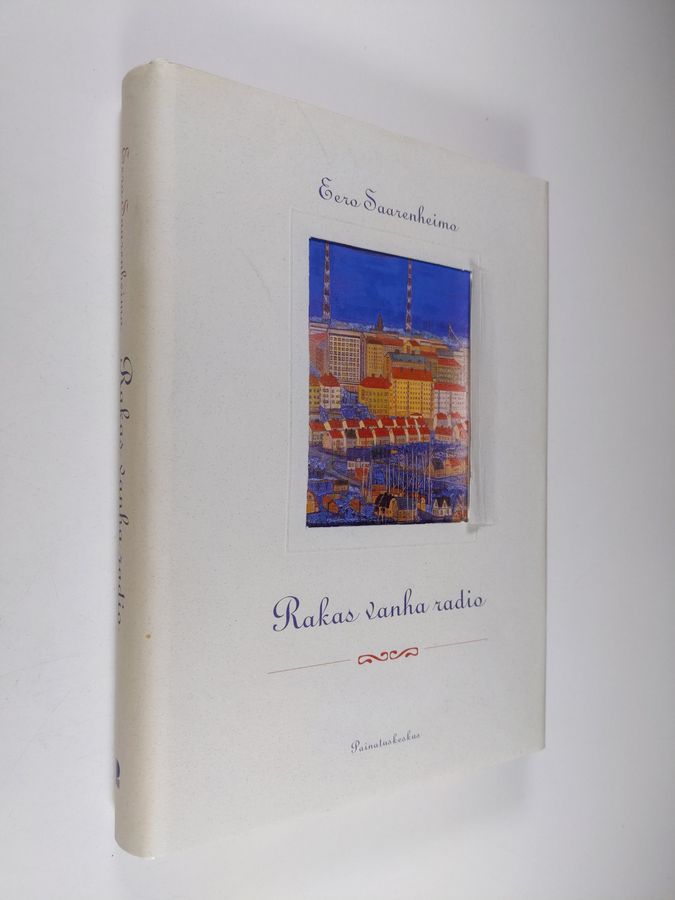 Eero Saarenheimo
Rakas vanha radio
Painatuskeskus
Eero Saarenheimo
Rakas vanha radio